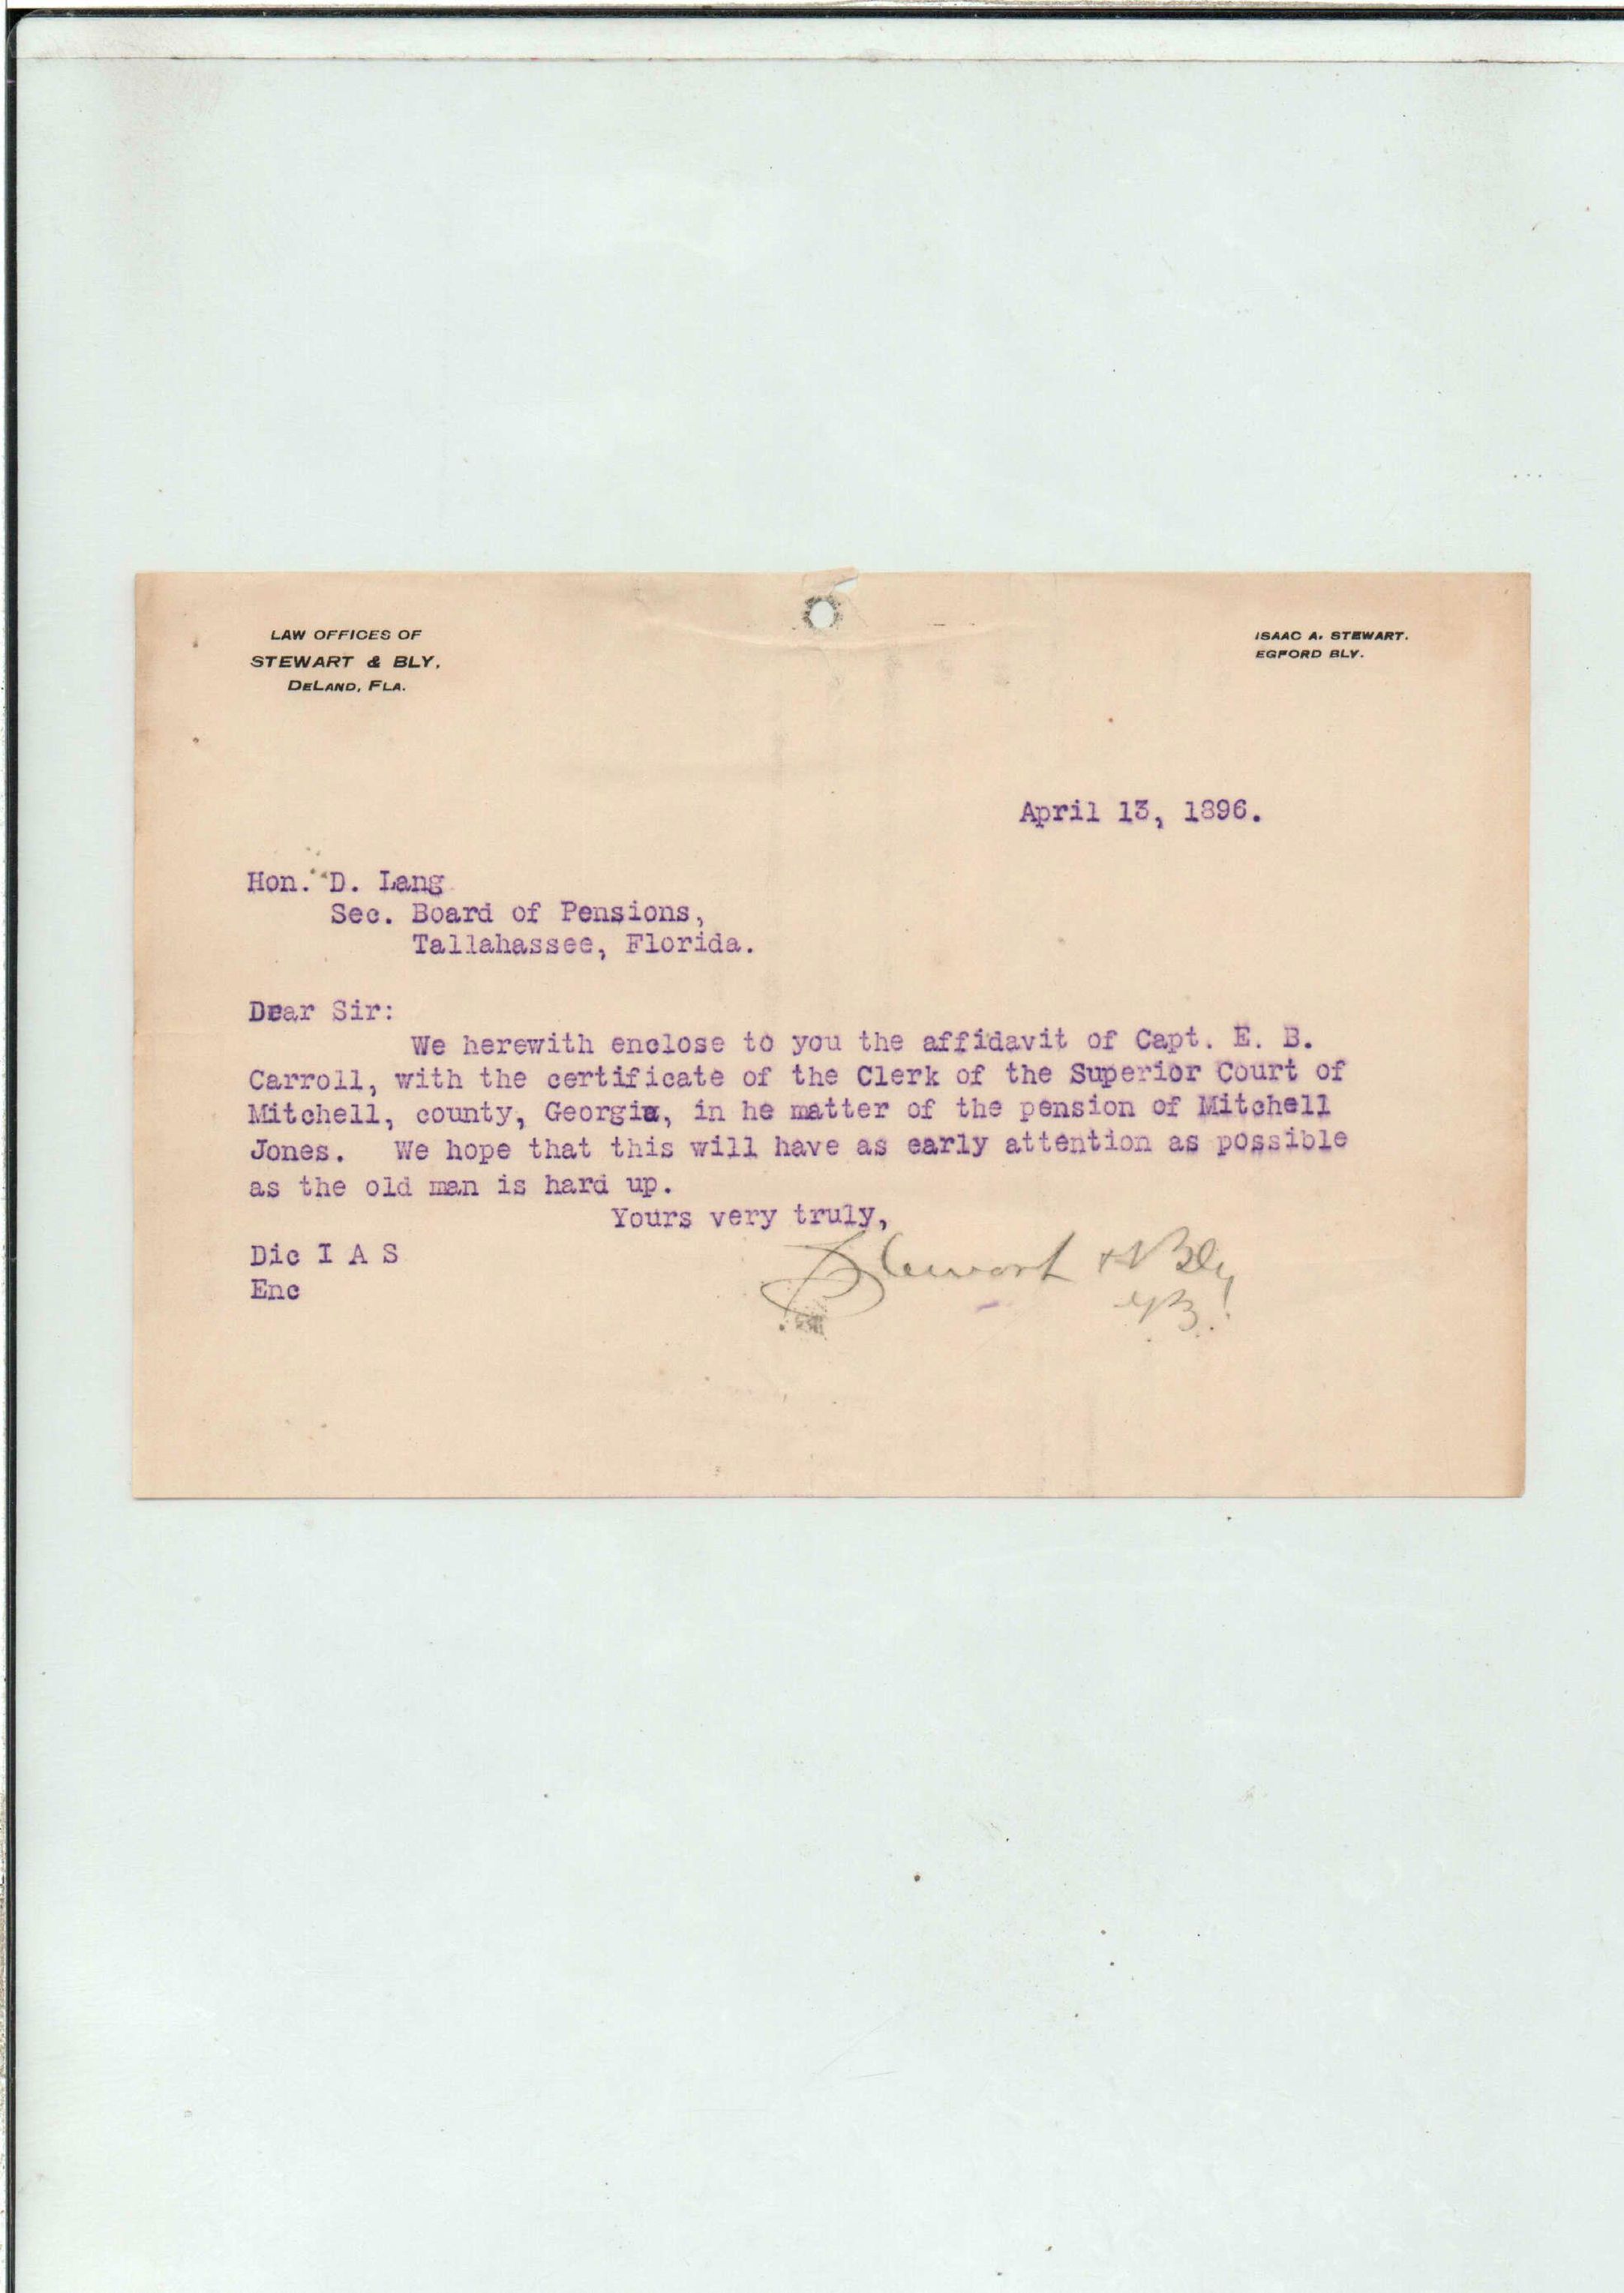 LAW OFFICES OF
STEWART & BLY,
DELAND, FLA.
ISAAC A. STEWART.
EGFORD BLY.
April 13, 1896.
Hon. D. Lang
Sec. Board of Pensions,
Tallahassee, Florida.
Dear Sir:
We herewith enclose to you the affidavit of Capt. E. B.
Carroll, with the certificate of the Clerk of the Superior Court of
Mitchell, county, Georgia, in he matter of the pension of Mitchell
Jones. We hope that this will have as early attention as possible
as the old man is hard up.
Yours very truly,
Dic I A S
Enc
Stewart & Bly